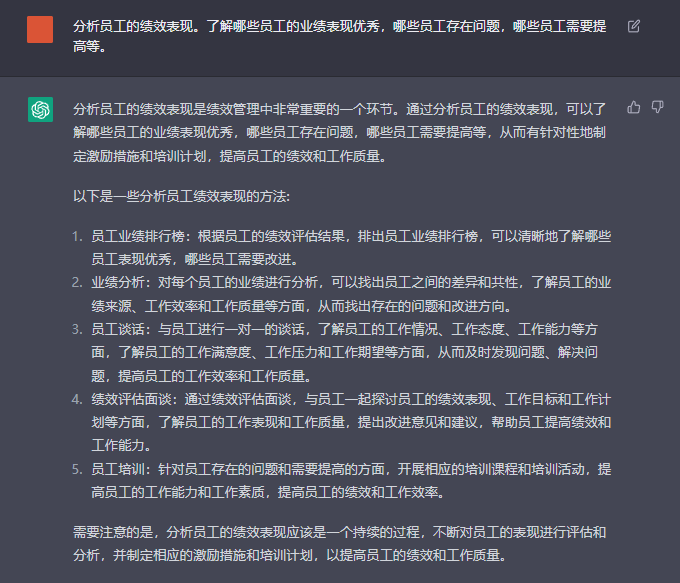 分析员工的绩效表现。了解哪些员工的业绩表现优秀，哪些员工存在问题，哪些员工需要提
高等。
分析员工的绩效表现是绩效管理中非常重要的一个环节。通过分析员工的绩效表现，可以了
解哪些员工的业绩表现优秀，哪些员工存在问题，哪些员工需要提高等，从而有针对性地制
定激励措施和培训计划，提高员工的绩效和工作质量。
以下是一些分析员工绩效表现的方法:
1. 员工业绩排行榜：根据员工的绩效评估结果，排出员工业绩排行榜，可以清晰地了解哪些
员工表现优秀，哪些员工需要改进。
2. 业绩分析：对每个员工的业绩进行分析，可以找出员工之间的差异和共性，了解员工的业
绩来源、工作效率和工作质量等方面，从而找出存在的问题和改进方向。
3. 员工谈话：与员工进行一对一的谈话，了解员工的工作情况、工作态度、工作能力等方
面，了解员工的工作满意度、工作压力和工作期望等方面，从而及时发现问题、解决问
题，提高员工的工作效率和工作质量。
4. 绩效评估面谈：通过绩效评估面谈，与员工一起探讨员工的绩效表现、工作目标和工作计
划等方面，了解员工的工作表现和工作质量，提出改进意见和建议，帮助员工提高绩效和
工作能力。
5. 员工培训：针对员工存在的问题和需要提高的方面，开展相应的培训课程和培训活动，提
高员工的工作能力和工作素质，提高员工的绩效和工作效率。
需要注意的是，分析员工的绩效表现应该是一个持续的过程，不断对员工的表现进行评估和
分析，并制定相应的激励措施和培训计划，以提高员工的绩效和工作质量。